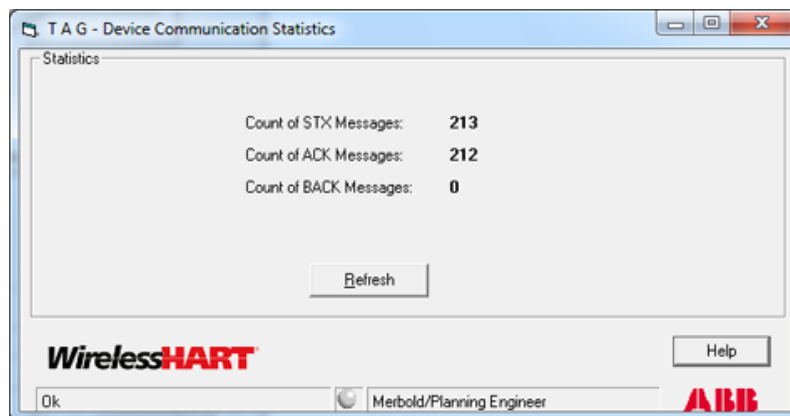 T A G - Device Communication Statistics
Statistics
Count of STX Messages: 213
Count of ACK Messages: 212
Count of BACK Messages: 0
Refresh
WirelessHART
Help
Ok
Merbold/Planning Engineer
ABB